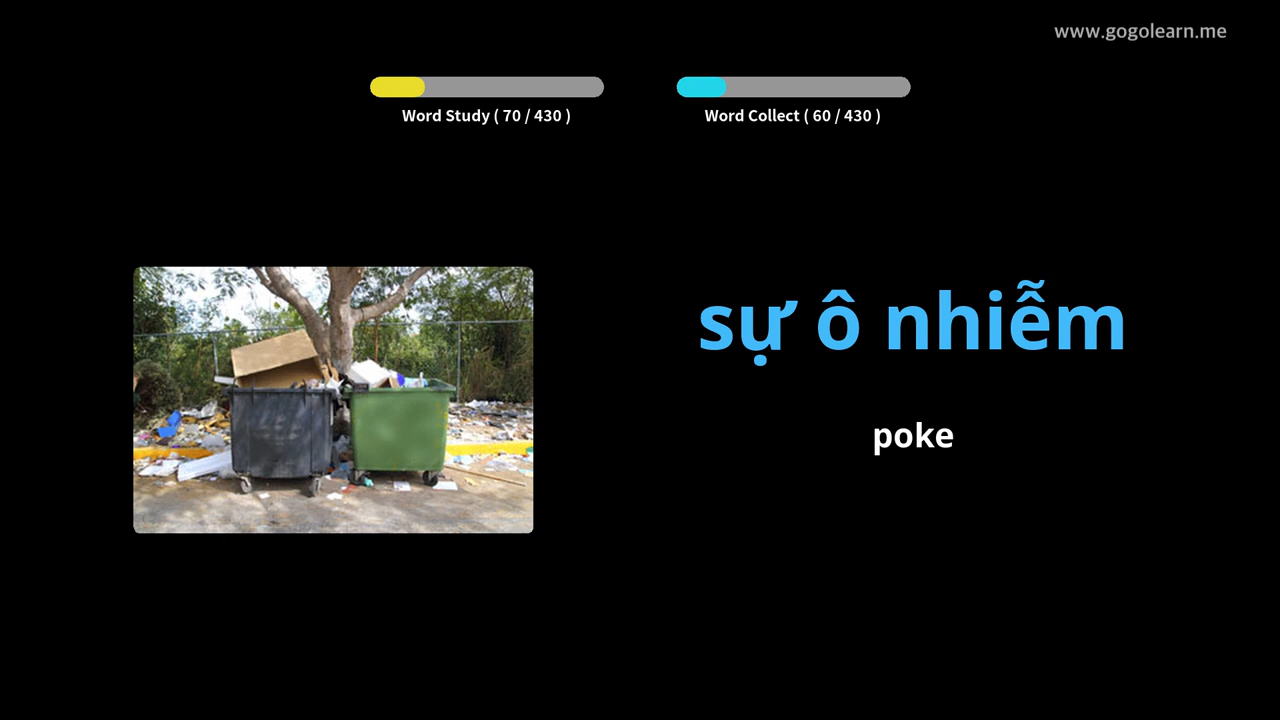 www.gogolearn.me
Word Study ( 70 / 430 )
Word Collect ( 60 / 430 )
sự ô nhiễm
poke